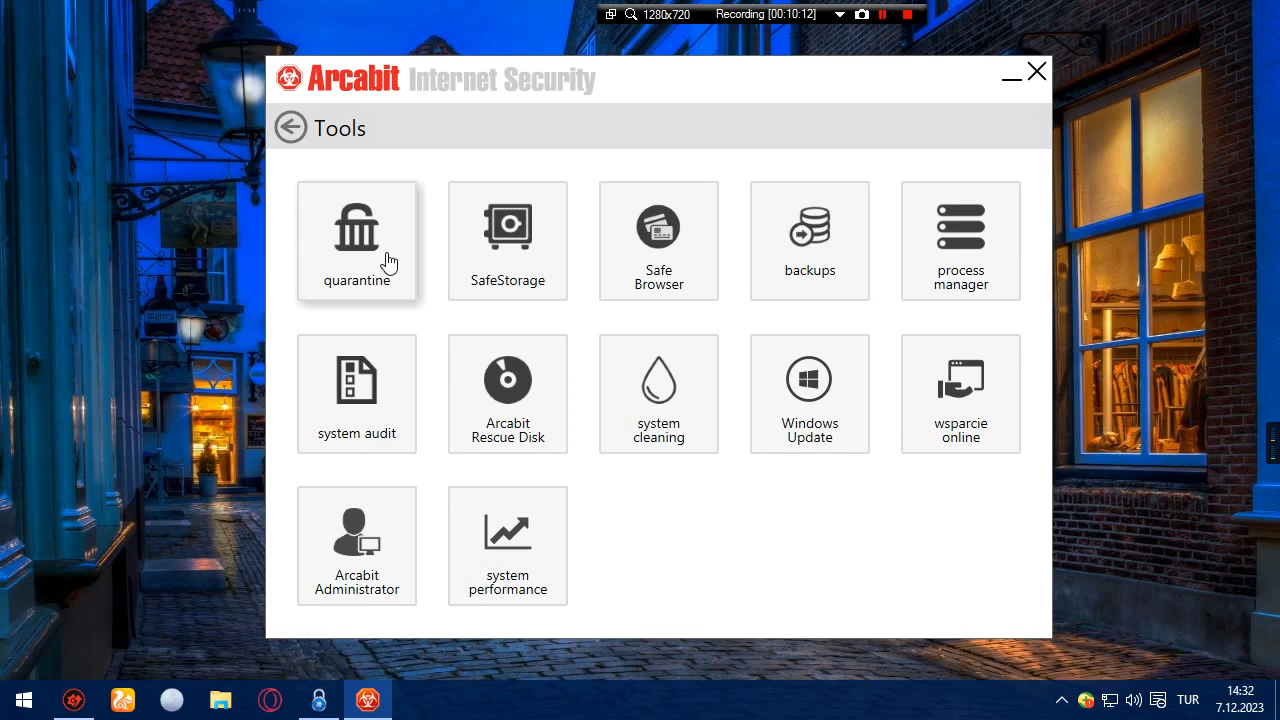 1280x720 Recording [00:10:12]
Arcabit Internet Security
Tools
quarantine
SafeStorage
Safe
Browser
backups
process
manager
system audit
Arcabit
Rescue Disk
system
cleaning
Windows
Update
wsparcie
online
Arcabit
Administrator
system
performance
TUR
14:32
7.12.2023